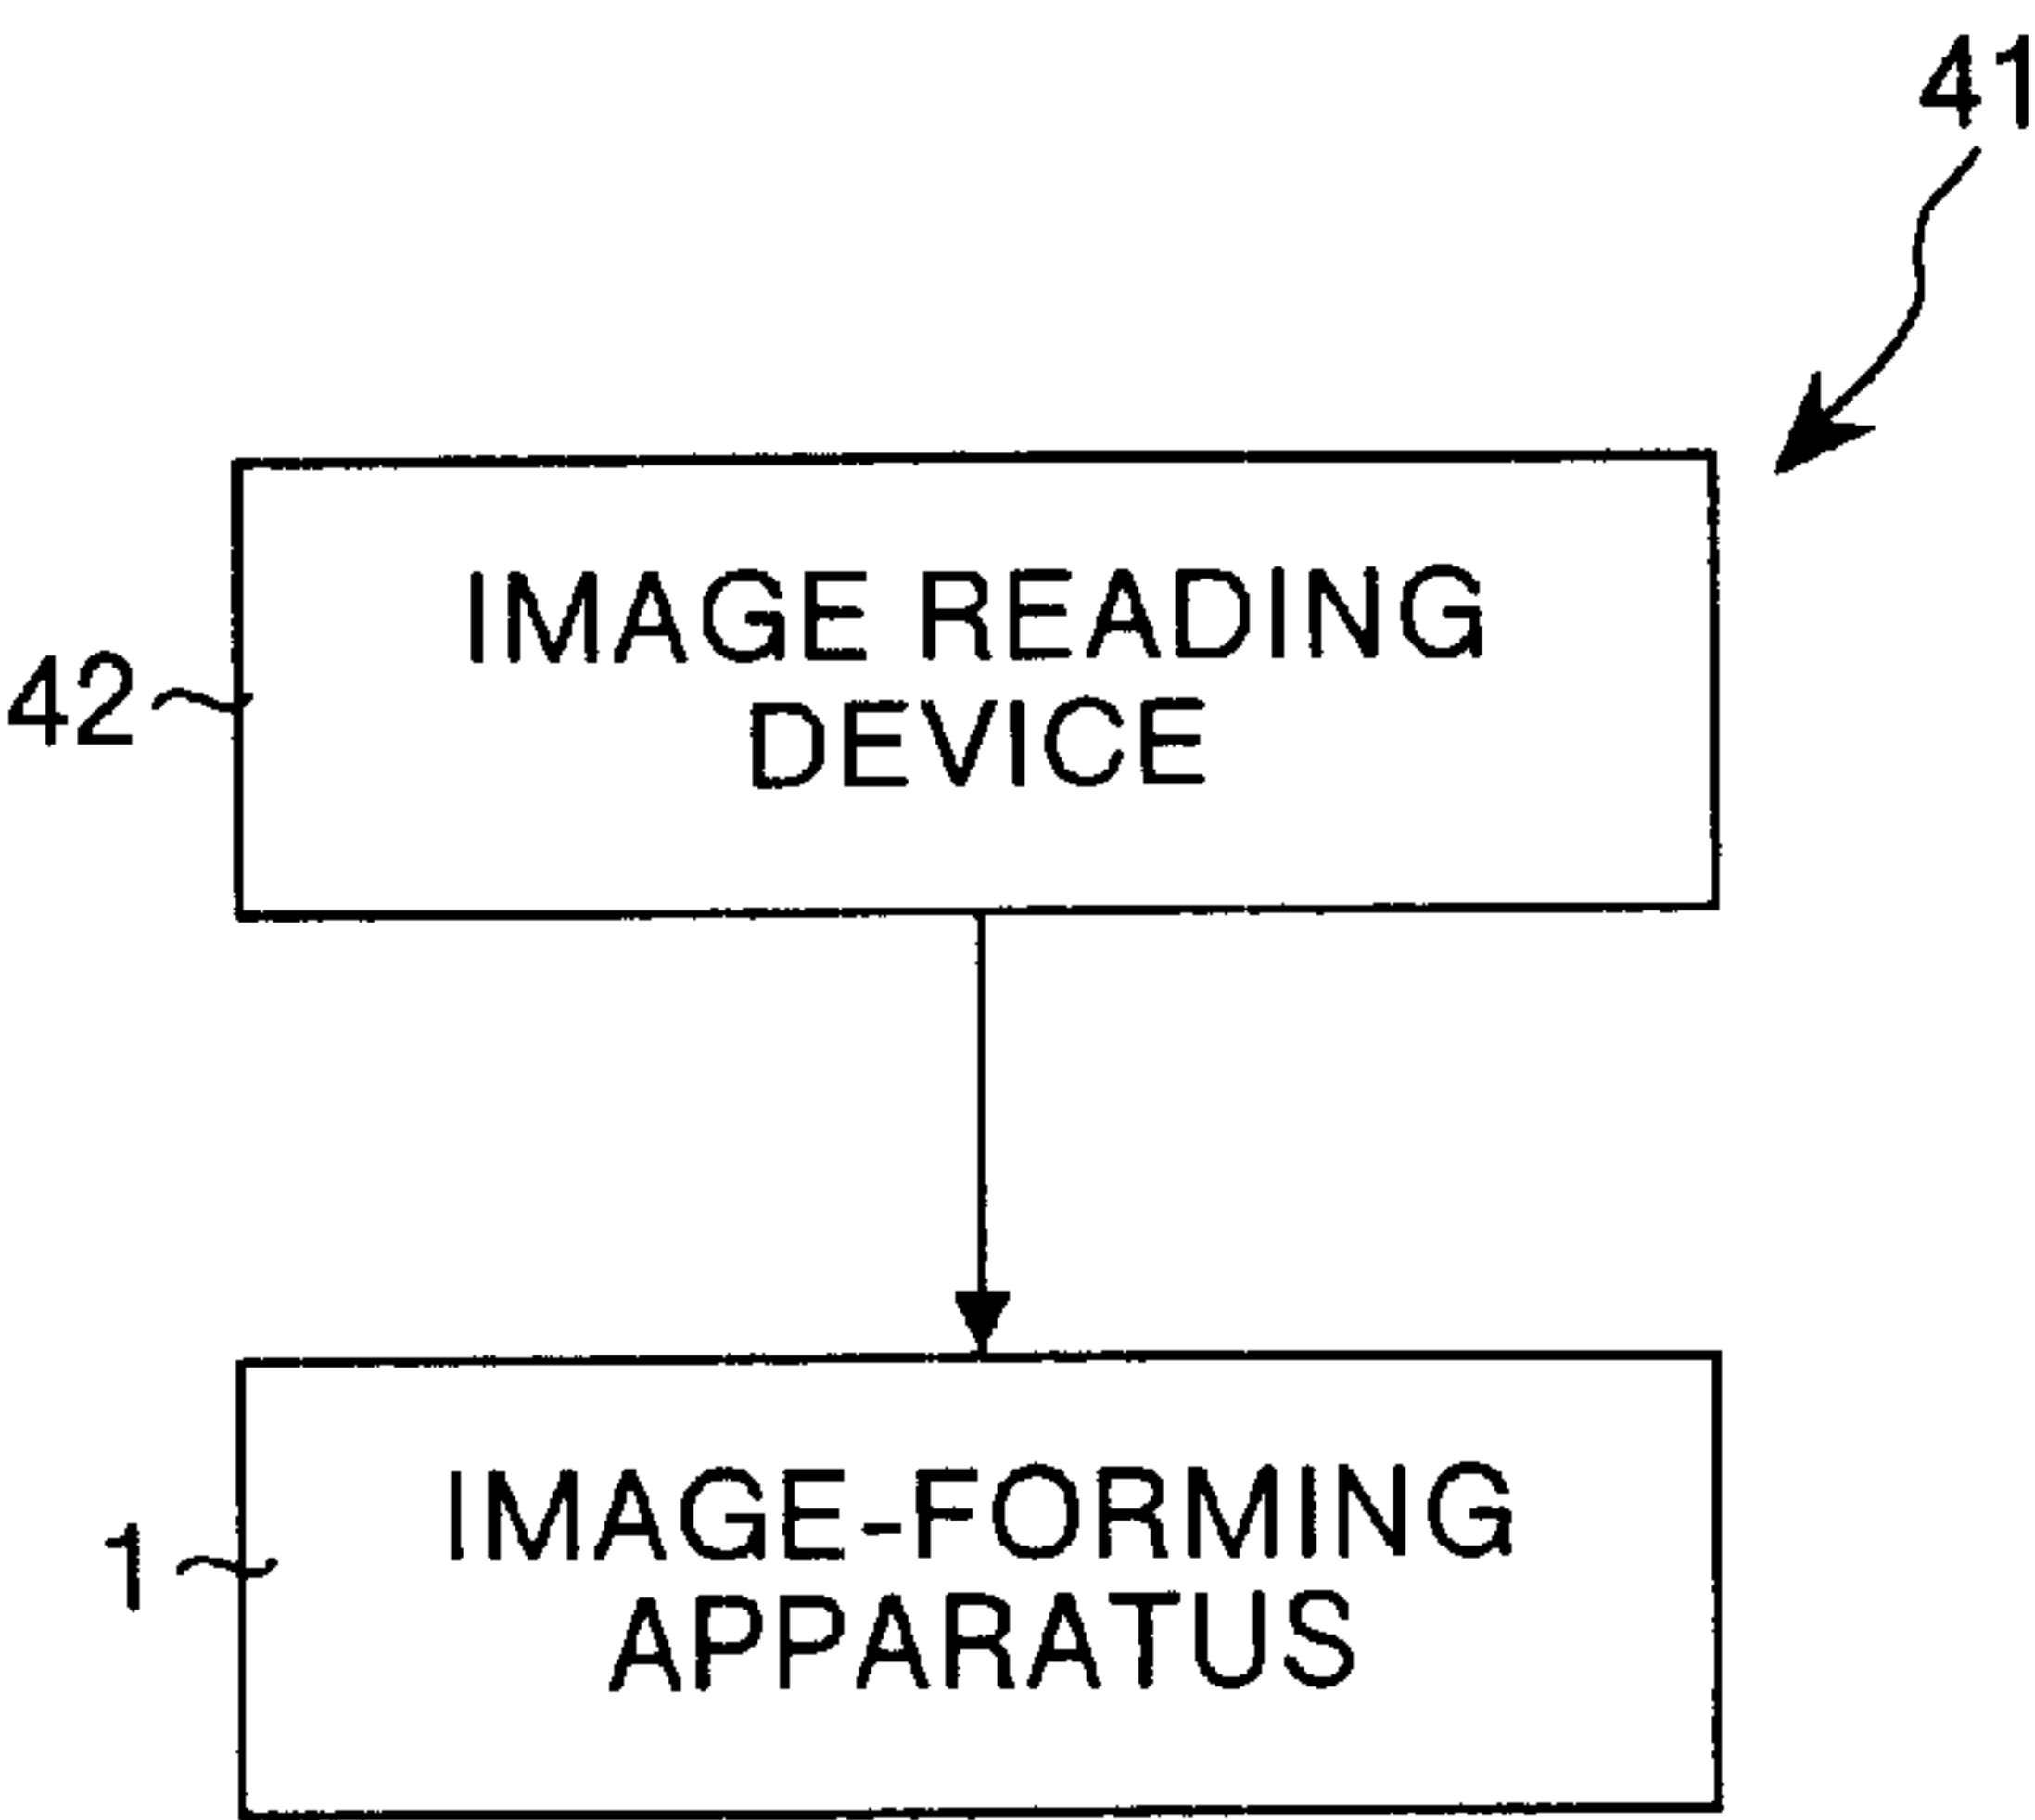 41
IMAGE READING
42
DEVICE
IMAGE-FORMING
1
APPARATUS